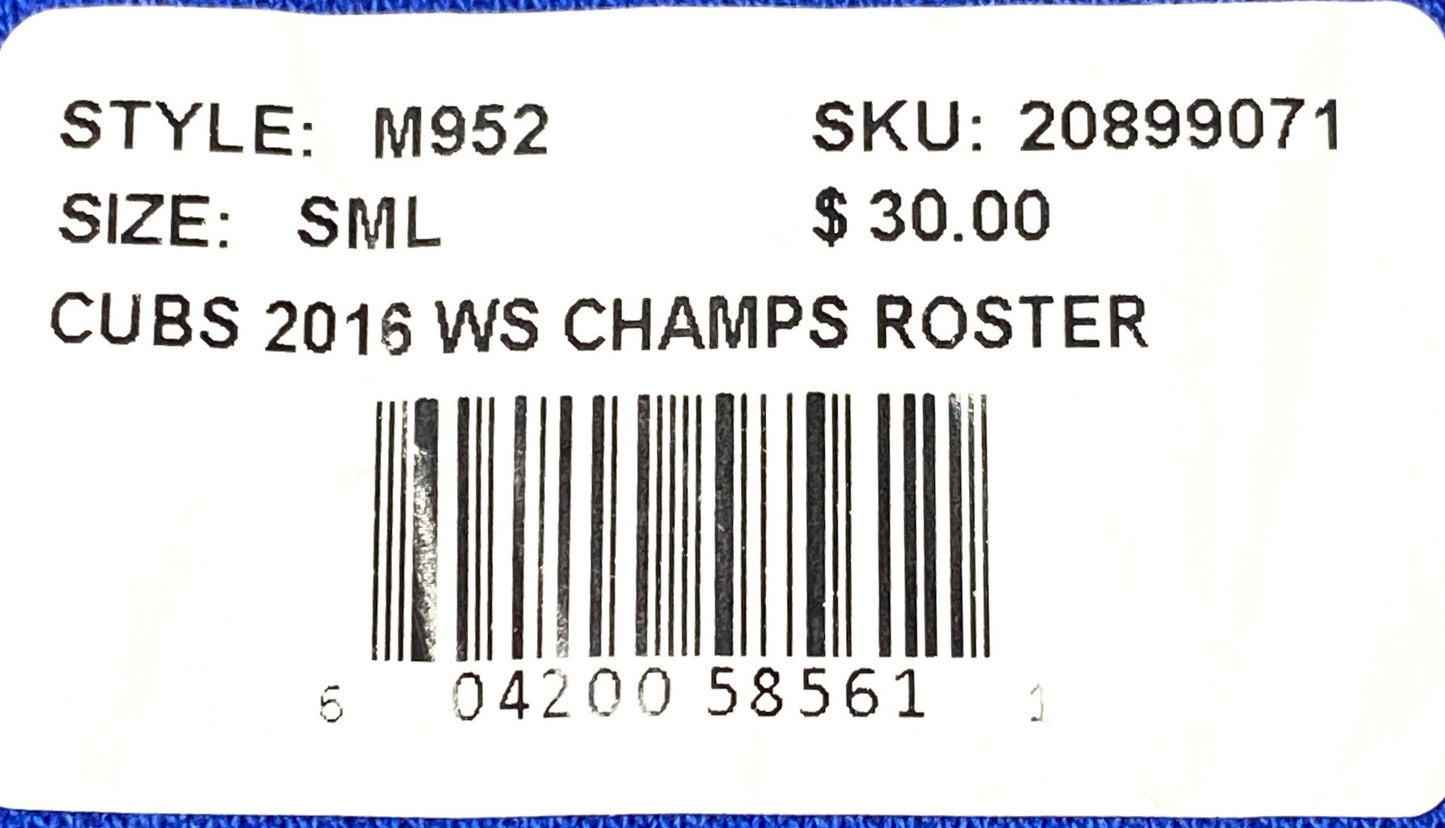 STYLE: M952 SKU: 20899071
SIZE: SML $ 30.00
CUBS 2016 WS CHAMPS ROSTER
6 04200 58561 1